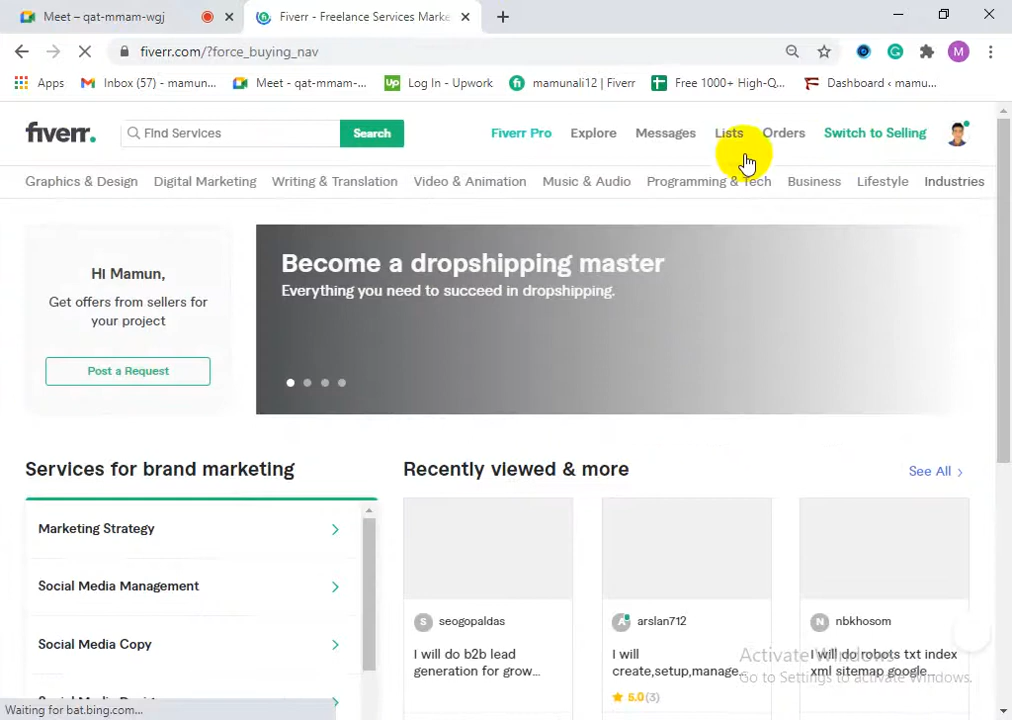 Meet – qat-mmam-wgj
Fiverr - Freelance Services Marke
fiverr.com/?force_buying_nav
Apps
Inbox (57) - mamun...
Meet - qat-mmam-...
Up
Log In - Upwork
fi
mamunali12 | Fiverr
Free 1000+ High-Q...
Dashboard ‹ mamu...
M
fiverr.
Find Services
Search
Fiverr Pro
Explore
Messages
Lists
Orders
Switch to Selling
Graphics & Design
Digital Marketing
Writing & Translation
Video & Animation
Music & Audio
Programming & Tech
Business
Lifestyle
Industries
Hi Mamun,
Get offers from sellers for
your project
Post a Request
Become a dropshipping master
Everything you need to succeed in dropshipping.
Services for brand marketing
Marketing Strategy
Social Media Management
Social Media Copy
Recently viewed & more
See All
S seogopaldas
I will do b2b lead
generation for grow...
arslan712
I will
create,setup,manage...
5.0(3)
N nbkhosom
I will do robots txt index
xml sitemap google...
Activate Windows
Go to Settings to activate Windows.
Waiting for bat.bing.com...